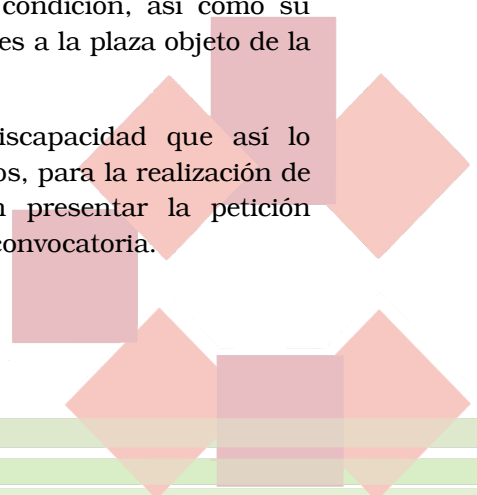 condición, así como su
es a la plaza objeto de la
iscapacidad que así lo
os, para la realización de
presentar la petición
convocatoria.